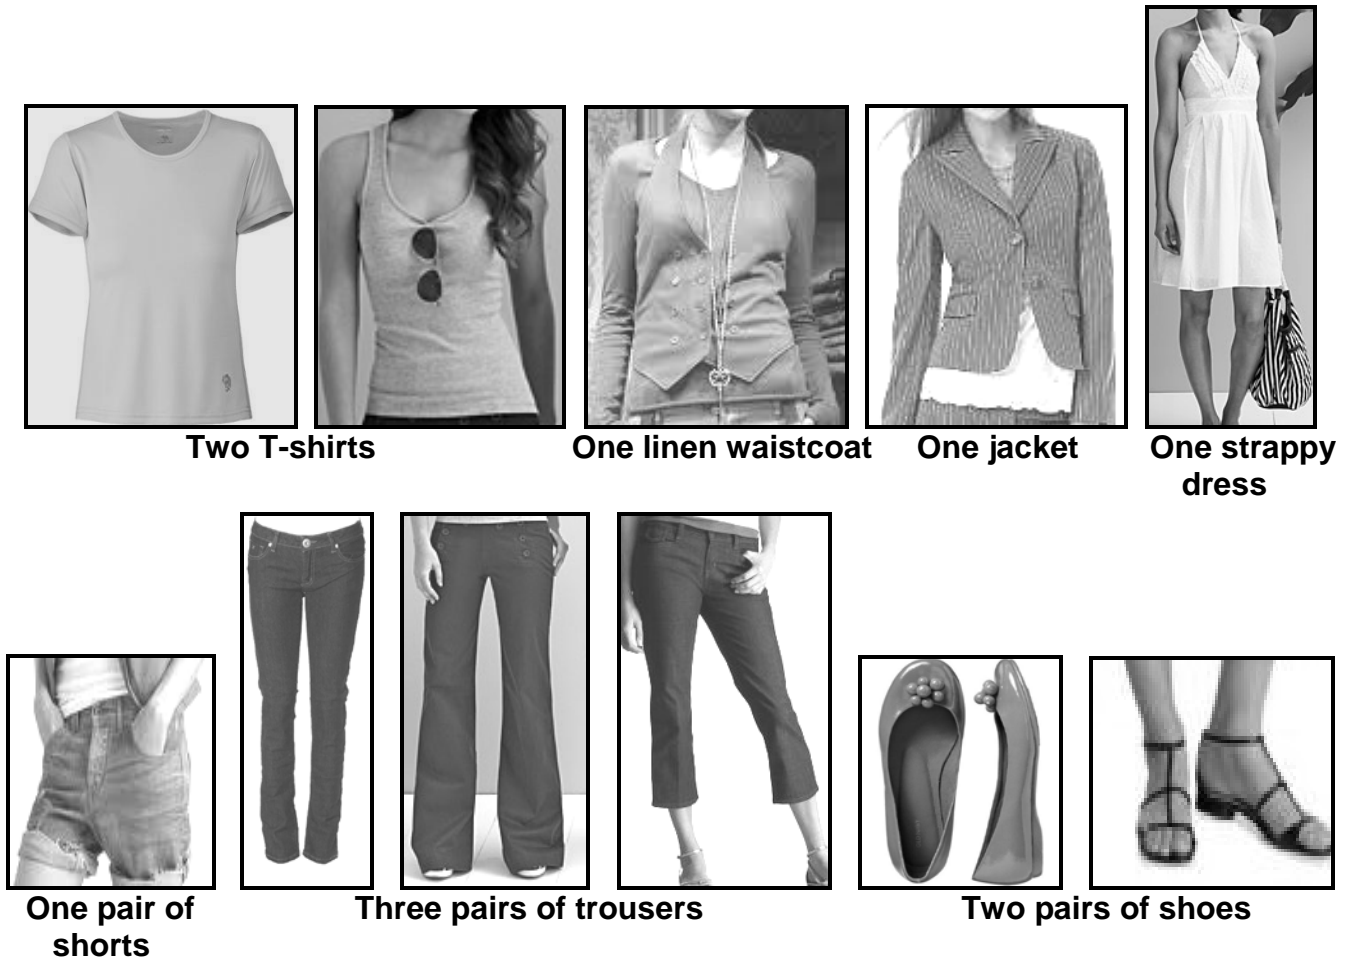 Two T-shirts
One linen waistcoat
One jacket
One strappy
dress
One pair of
shorts
Three pairs of trousers
Two pairs of shoes